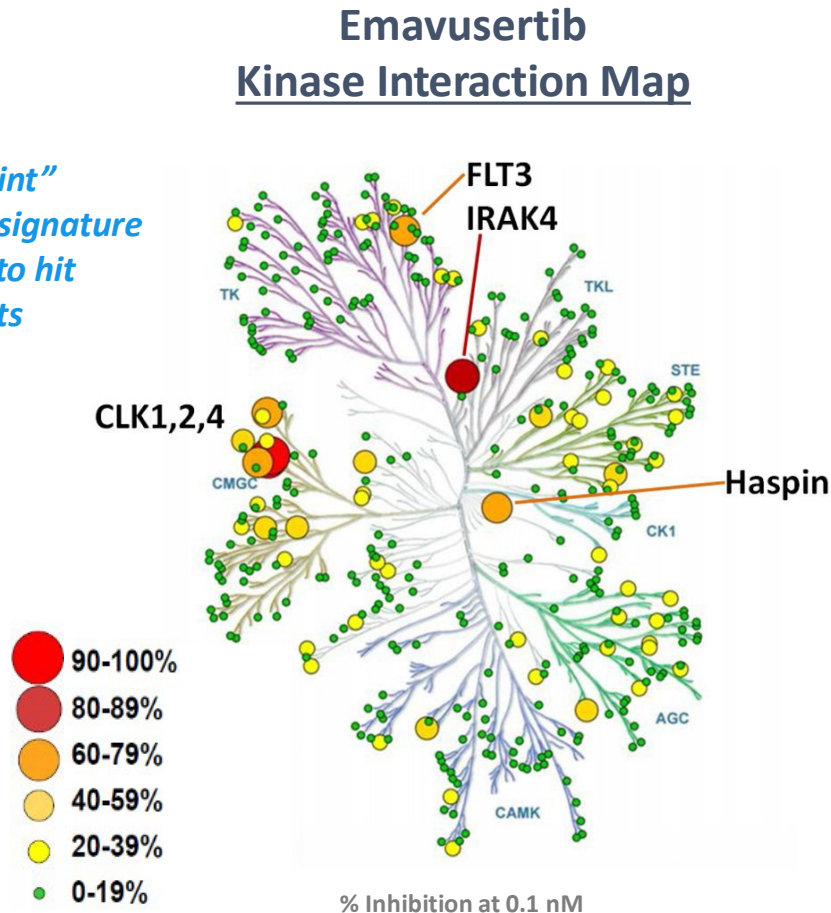 Emavusertib
Kinase Interaction Map
int”
signature
to hit
ts
FLT3
IRAK4
TK
TKL
STE
CLK1,2,4
CMGC
Haspin
CK1
90-100%
80-89%
60-79%
40-59%
20-39%
0-19%
AGC
CAMK
% Inhibition at 0.1 nM